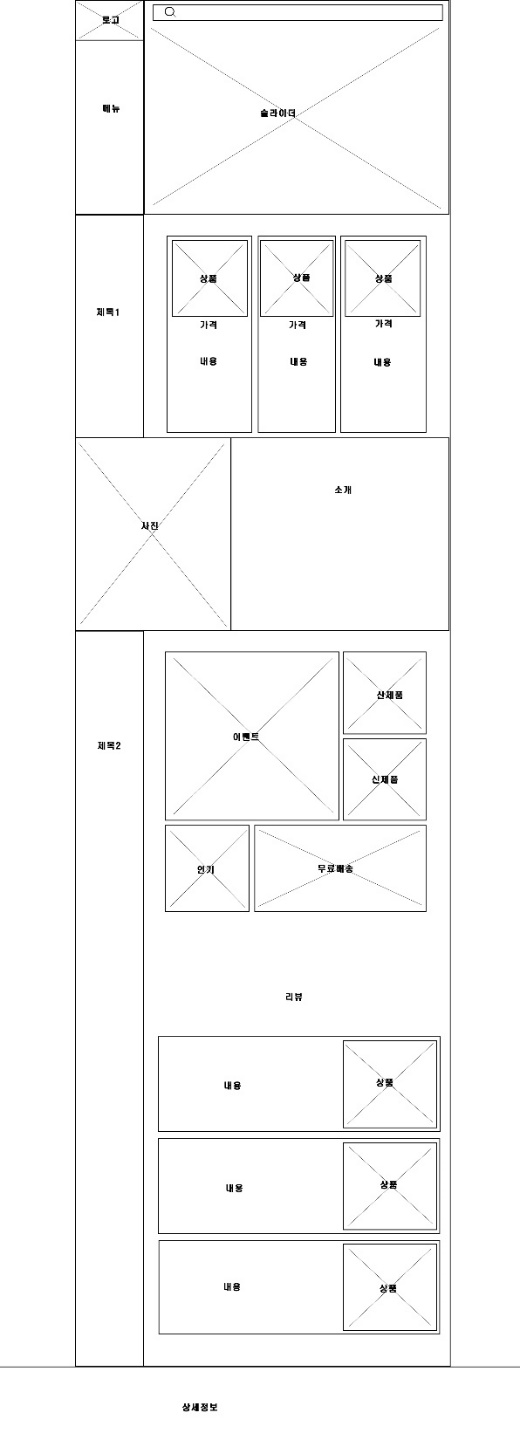 로고
메뉴
슬라이더
제목1
상품
상품
상품
가격
가격
가격
내용
내용
내용
사진
소개
제목2
이벤트
신제품
신제품
인기
무료배송
리뷰
내용
상품
내용
상품
내용
상품
상세정보